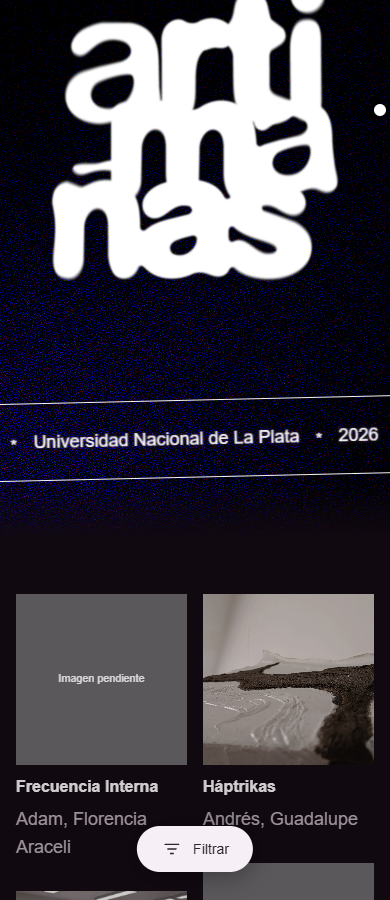 arti
ma
ñas
* Universidad Nacional de La Plata * 2026
Imagen pendiente
Frecuencia Interna
Adam, Florencia
Araceli
Háptrikas
Andrés, Guadalupe
Filtrar